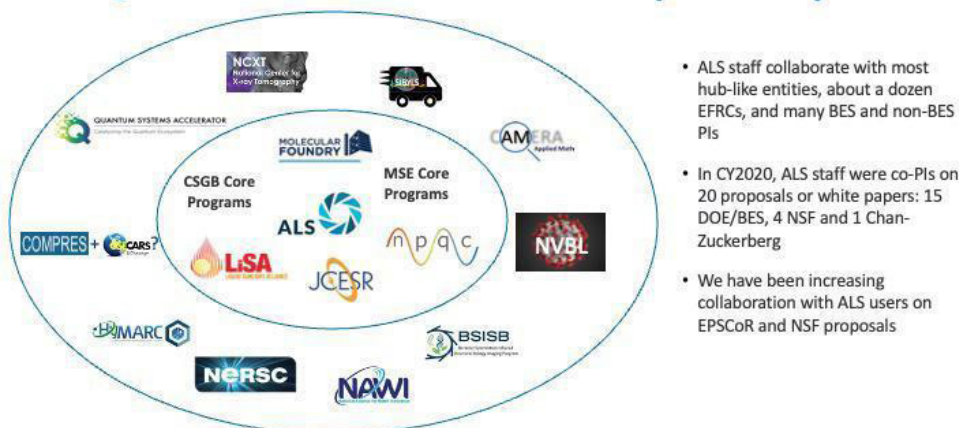 NCXT
National Center for
X-ray Tomography
SIBYLS
QUANTUM SYSTEMS ACCELERATOR
Catalyzing the Quantum Ecosystem
MOLECULAR
FOUNDRY
CAMERA
Applied Math
CSGB Core
Programs
MSE Core
Programs
ALS
COMPRES + CARS ?
LiSA
n p q c
NVBL
JCESR
MARC
BSISB
NERSC
NAWI
• ALS staff collaborate with most
hub-like entities, about a dozen
EFRCs, and many BES and non-BES
PIs
• In CY2020, ALS staff were co-PIs on
20 proposals or white papers: 15
DOE/BES, 4 NSF and 1 Chan-
Zuckerberg
• We have been increasing
collaboration with ALS users on
EPSCoR and NSF proposals